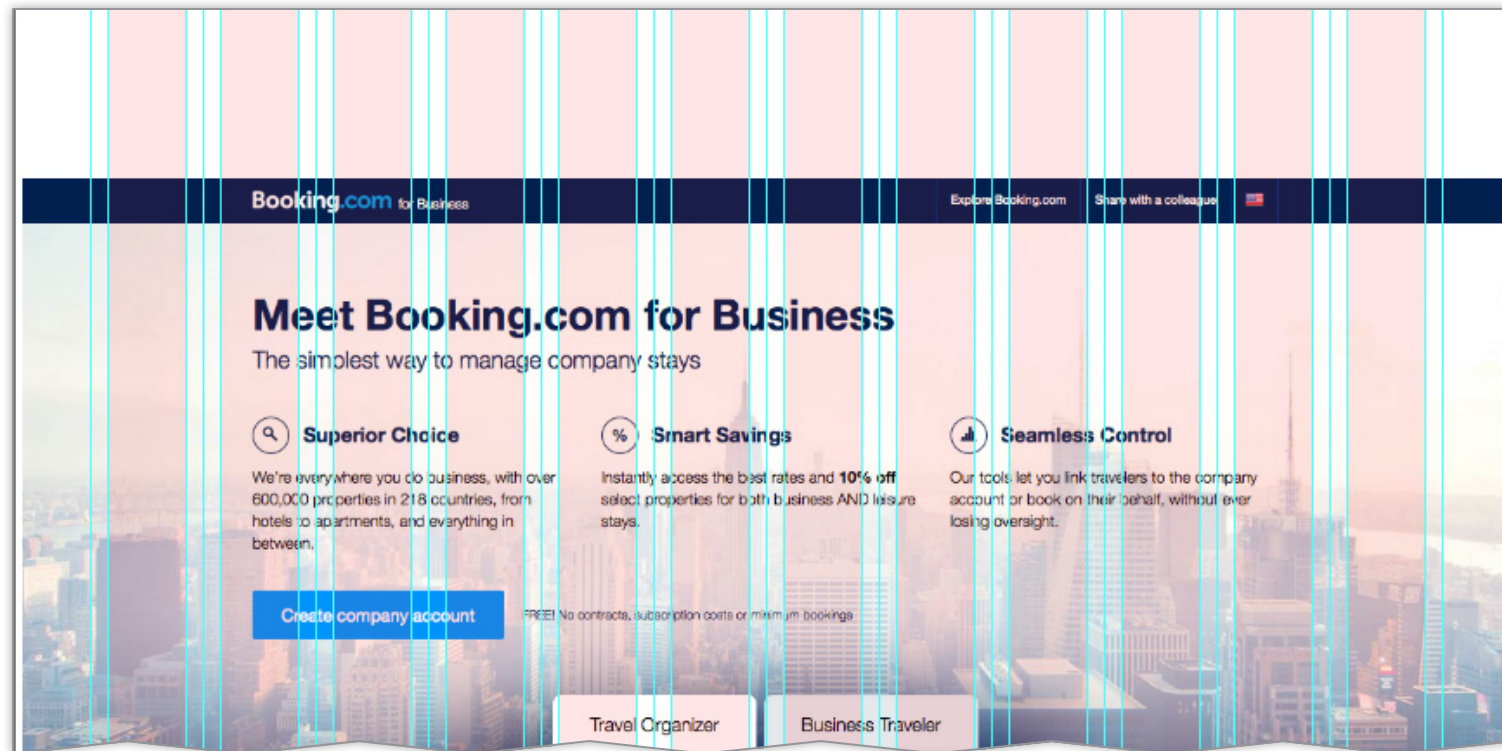 Booking.com for Business
Explore Booking.com
Share with a colleague
Meet Booking.com for Business
The simplest way to manage company stays
Superior Choice
We're everywhere you do business, with over
600,000 properties in 218 countries, from
hotels to apartments, and everything in
between.
% Smart Savings
Instantly access the best rates and 10% off
select properties for both business AND leisure
stays.
Seamless Control
Our tools let you link travelers to the company
account or book on their behalf, without ever
losing oversight.
Create company account
FREE! No contracts, subscription costs or minimum bookings
Travel Organizer
Business Traveler